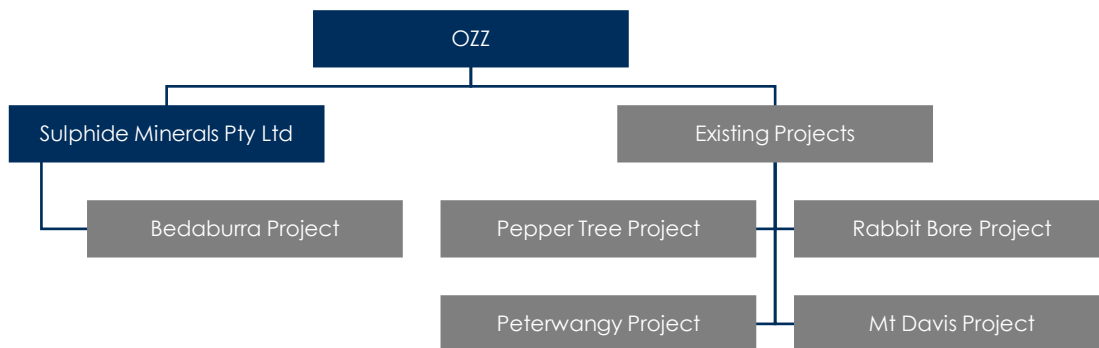 OZZ
Sulphide Minerals Pty Ltd
Existing Projects
Bedaburra Project
Pepper Tree Project
Rabbit Bore Project
Peterwangy Project
Mt Davis Project